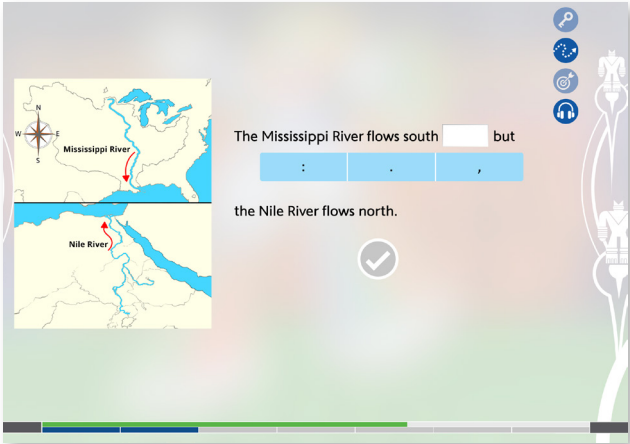 N
W E
S
Mississippi River
Nile River
The Mississippi River flows south but
: . ,
the Nile River flows north.